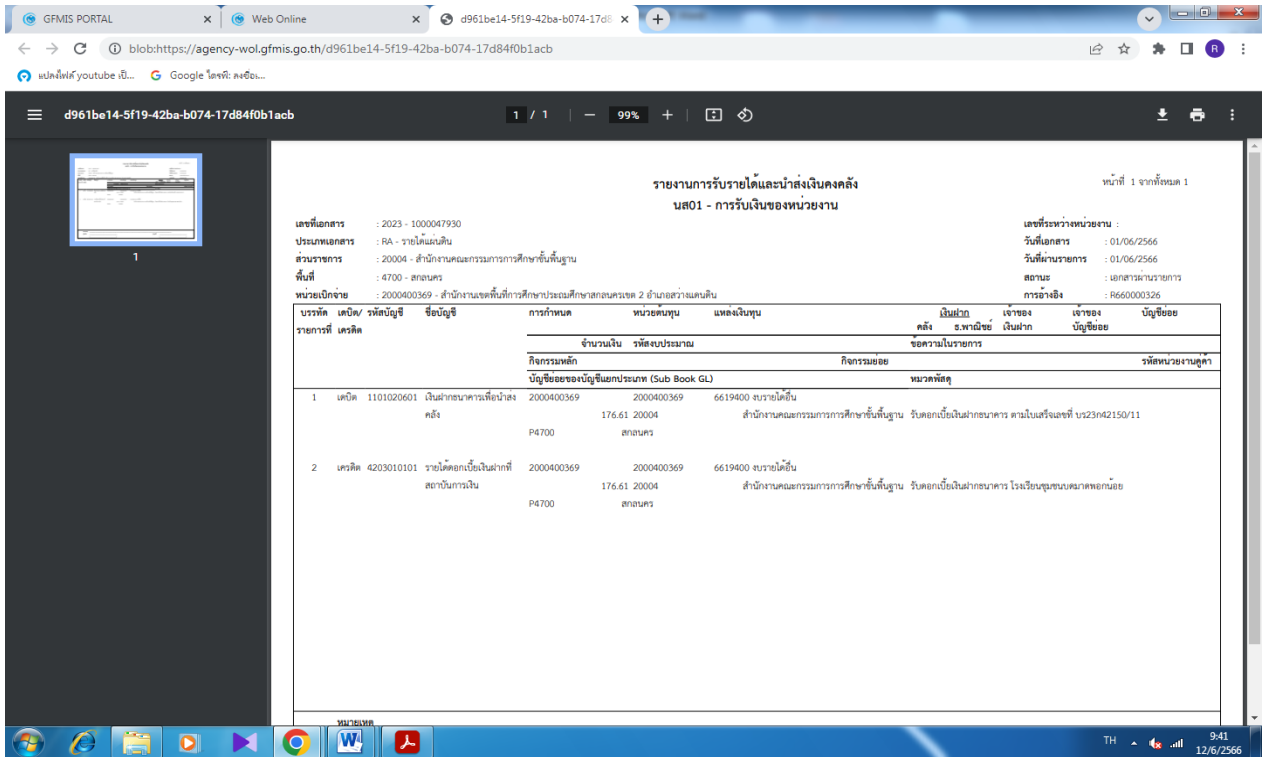 GFMIS PORTAL
Web Online
d961be14-5f19-42ba-b074-17d8
blob:https://agency-wol.gfmis.go.th/d961be14-5f19-42ba-b074-17d84f0b1acb
R
แปลงไฟล์ youtube เป็...
Google ไดรฟ์: ลงชื่อเ...
d961be14-5f19-42ba-b074-17d84f0b1acb
1 / 1
99%
1
รายงานการรับรายได้และนำส่งเงินคงคลัง
หน้าที่ 1 จากทั้งหมด 1
นส01 - การรับเงินของหน่วยงาน
เลขที่เอกสาร : 2023 - 1000047930 เลขที่ระหว่างหน่วยงาน :
ประเภทเอกสาร : RA - รายได้แผ่นดิน วันที่เอกสาร : 01/06/2566
ส่วนราชการ : 20004 - สำนักงานคณะกรรมการการศึกษาขั้นพื้นฐาน วันที่ผ่านรายการ : 01/06/2566
พื้นที่ : 4700 - สกลนคร สถานะ : เอกสารผ่านรายการ
หน่วยเบิกจ่าย : 2000400369 - สำนักงานเขตพื้นที่การศึกษาประถมศึกษาสกลนครเขต 2 อำเภอสว่างแดนดิน การอ้างอิง : R660000326
บรรทัด เดบิต/ รหัสบัญชี ชื่อบัญชี การกำหนด หน่วยต้นทุน แหล่งเงินทุน เงินฝาก เจ้าของ เจ้าของ บัญชีย่อย
รายการที่ เครดิต คลัง ธ.พาณิชย์ เงินฝาก บัญชีย่อย
จำนวนเงิน รหัสงบประมาณ ข้อความในรายการ
กิจกรรมหลัก กิจกรรมย่อย รหัสหน่วยงานคู่ค้า
บัญชีย่อยของบัญชีแยกประเภท (Sub Book GL) หมวดพัสดุ
1 เดบิต 1101020601 เงินฝากธนาคารเพื่อนำส่ง 2000400369 2000400369 6619400 งบรายได้อื่น
คลัง 176.61 20004 สำนักงานคณะกรรมการการศึกษาขั้นพื้นฐาน รับดอกเบี้ยเงินฝากธนาคาร ตามใบเสร็จเลขที่ บร23ก42150/11
P4700 สกลนคร
2 เครดิต 4203010101 รายได้ดอกเบี้ยเงินฝากที่ 2000400369 2000400369 6619400 งบรายได้อื่น
สถาบันการเงิน 176.61 20004 สำนักงานคณะกรรมการการศึกษาขั้นพื้นฐาน รับดอกเบี้ยเงินฝากธนาคาร โรงเรียนชุมชนบดมาดพอกน้อย
P4700 สกลนคร
หมายเหตุ
TH
9:41
12/6/2566